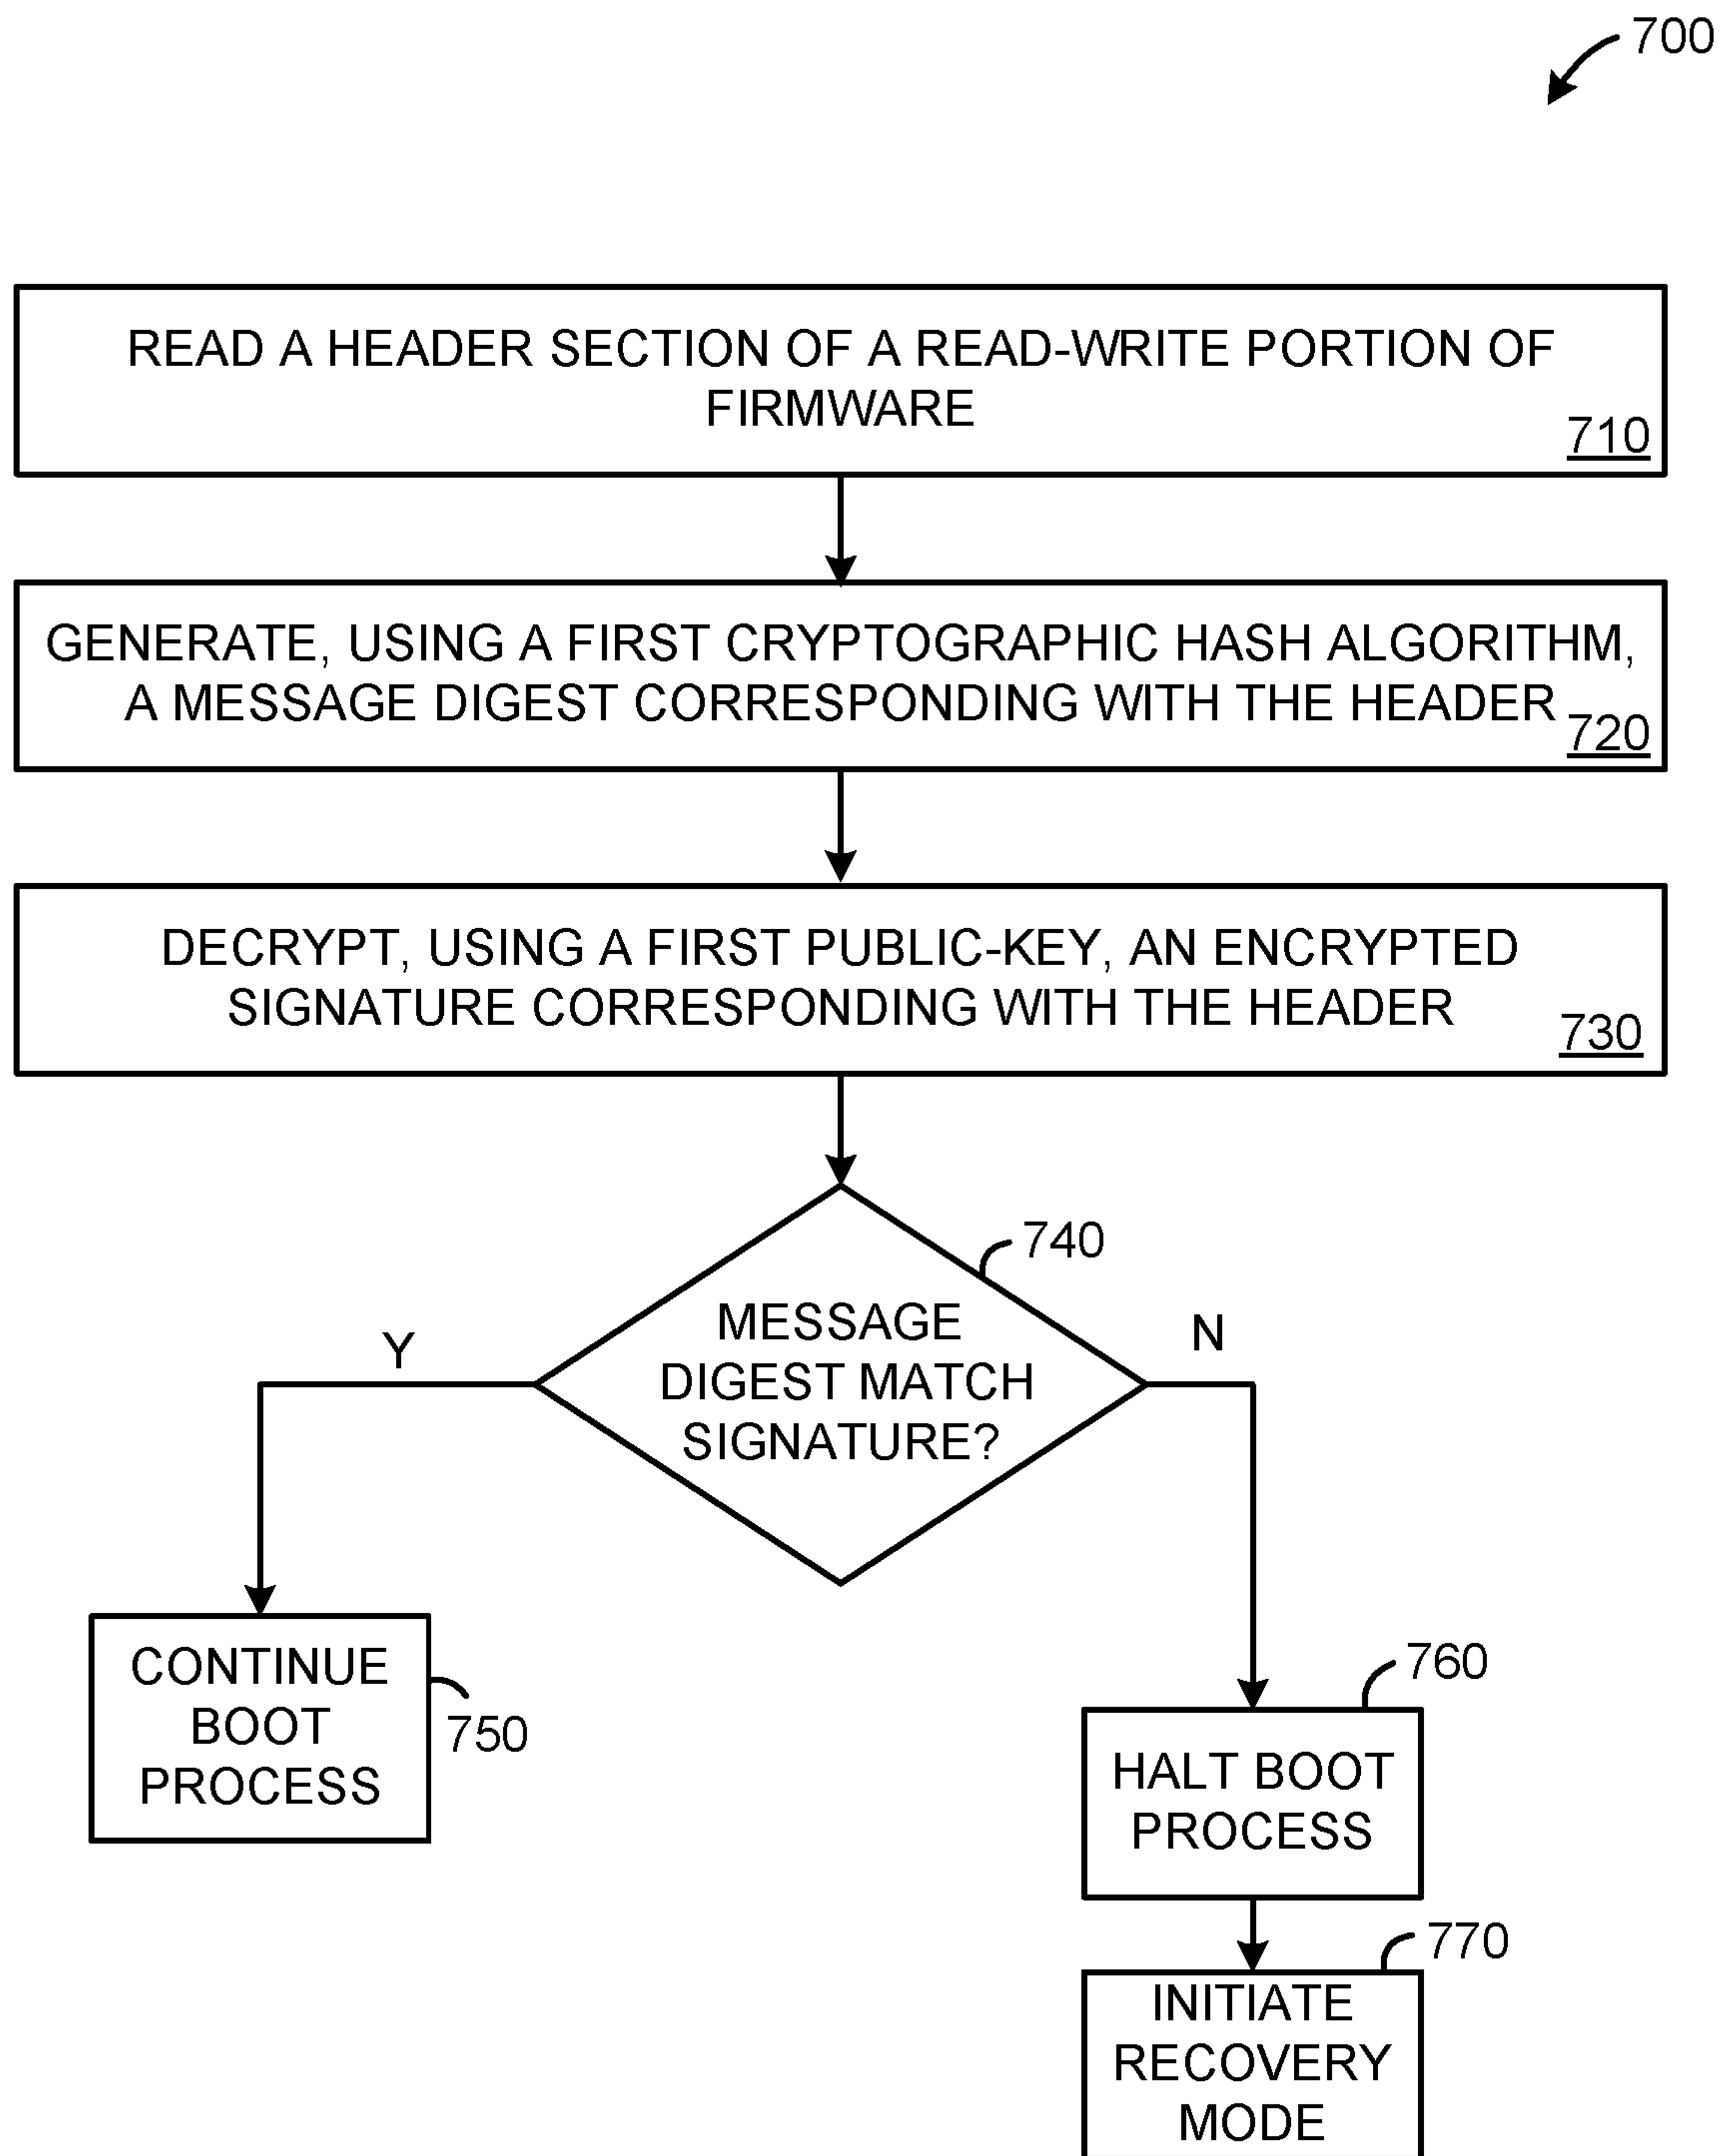 700
READ A HEADER SECTION OF A READ-WRITE PORTION OF
FIRMWARE
710
GENERATE, USING A FIRST CRYPTOGRAPHIC HASH ALGORITHM,
A MESSAGE DIGEST CORRESPONDING WITH THE HEADER
720
DECRYPT, USING A FIRST PUBLIC-KEY, AN ENCRYPTED
SIGNATURE CORRESPONDING WITH THE HEADER
730
740
MESSAGE
DIGEST MATCH
SIGNATURE?
Y
N
CONTINUE
BOOT
PROCESS
750
760
HALT BOOT
PROCESS
770
INITIATE
RECOVERY
MODE